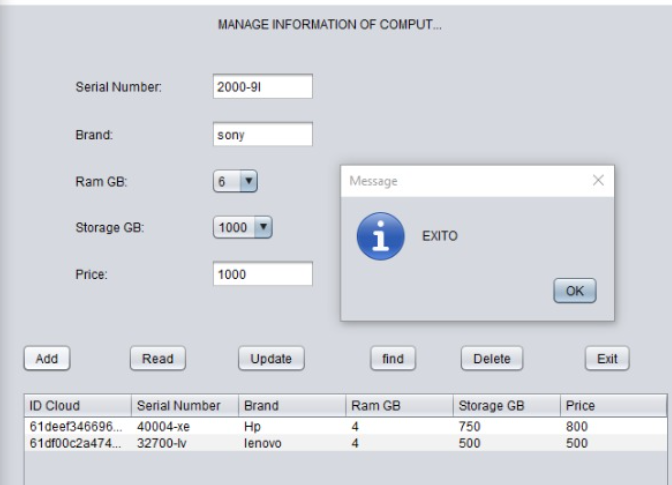 MANAGE INFORMATION OF COMPUT...
Serial Number: 2000-9l
Brand: sony
Ram GB: 6
Message
Storage GB: 1000
EXITO
Price: 1000
OK
Add Read Update find Delete Exit
ID Cloud Serial Number Brand Ram GB Storage GB Price
61deef346696... 40004-xe Hp 4 750 800
61df00c2a474... 32700-lv lenovo 4 500 500